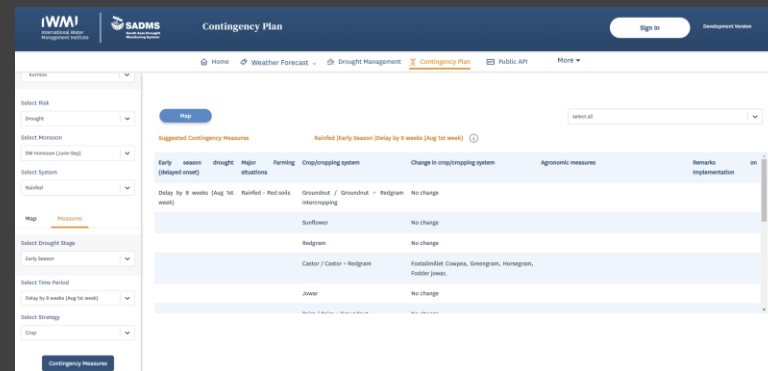 IWMI
International Water
Management Institute
SADMS
South Asia Drought
Monitoring System
Contingency Plan
Sign in
Development Version
Home
Weather Forecast
Drought Management
Contingency Plan
Public API
More
Rainfed
Select Risk
Drought
Select Monsoon
SW monsoon (June-Sep)
Select System
Rainfed
Map
Measures
Select Drought Stage
Early Season
Select Time Period
Delay by 8 weeks (Aug 1st week)
Select Strategy
Crop
Contingency Measures
Map
select all
Suggested Contingency Measures
Rainfed |Early Season |Delay by 8 weeks (Aug 1st week)
Early season drought (delayed onset)
Major Farming situations
Crop/cropping system
Change in crop/cropping system
Agronomic measures
Remarks on Implementation
Delay by 8 weeks (Aug 1st week)
Rainfed - Red soils
Groundnut / Groundnut + Redgram intercropping
No change
Sunflower
No change
Redgram
No change
Castor / Castor + Redgram
Foxtailmillet Cowpea, Greengram, Horsegram, Fodder jowar,
Jowar
No change
No change